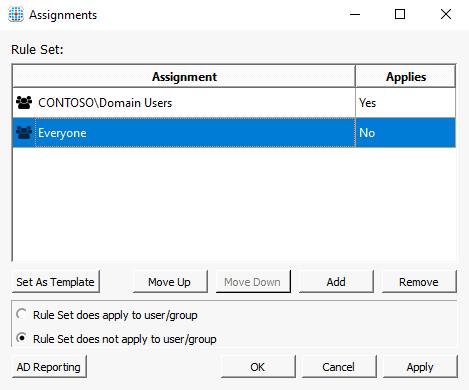 Assignments
Rule Set:
Assignment Applies
CONTOSO\Domain Users Yes
Everyone No
Set As Template Move Up Move Down Add Remove
Rule Set does apply to user/group
Rule Set does not apply to user/group
AD Reporting OK Cancel Apply